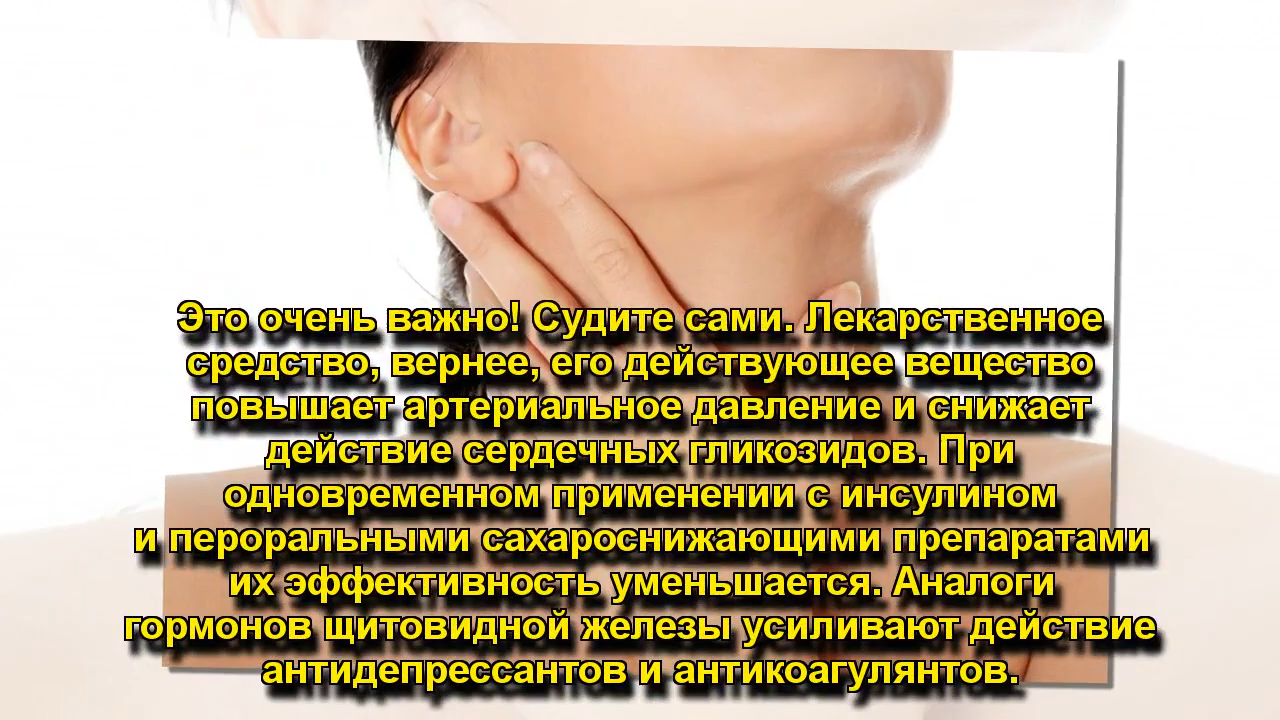 Это очень важно! Судите сами. Лекарственное
средство, вернее, его действующее вещество
повышает артериальное давление и снижает
действие сердечных гликозидов. При
одновременном применении с инсулином
и пероральными сахароснижающими препаратами
их эффективность уменьшается. Аналоги
гормонов щитовидной железы усиливают действие
антидепрессантов и антикоагулянтов.